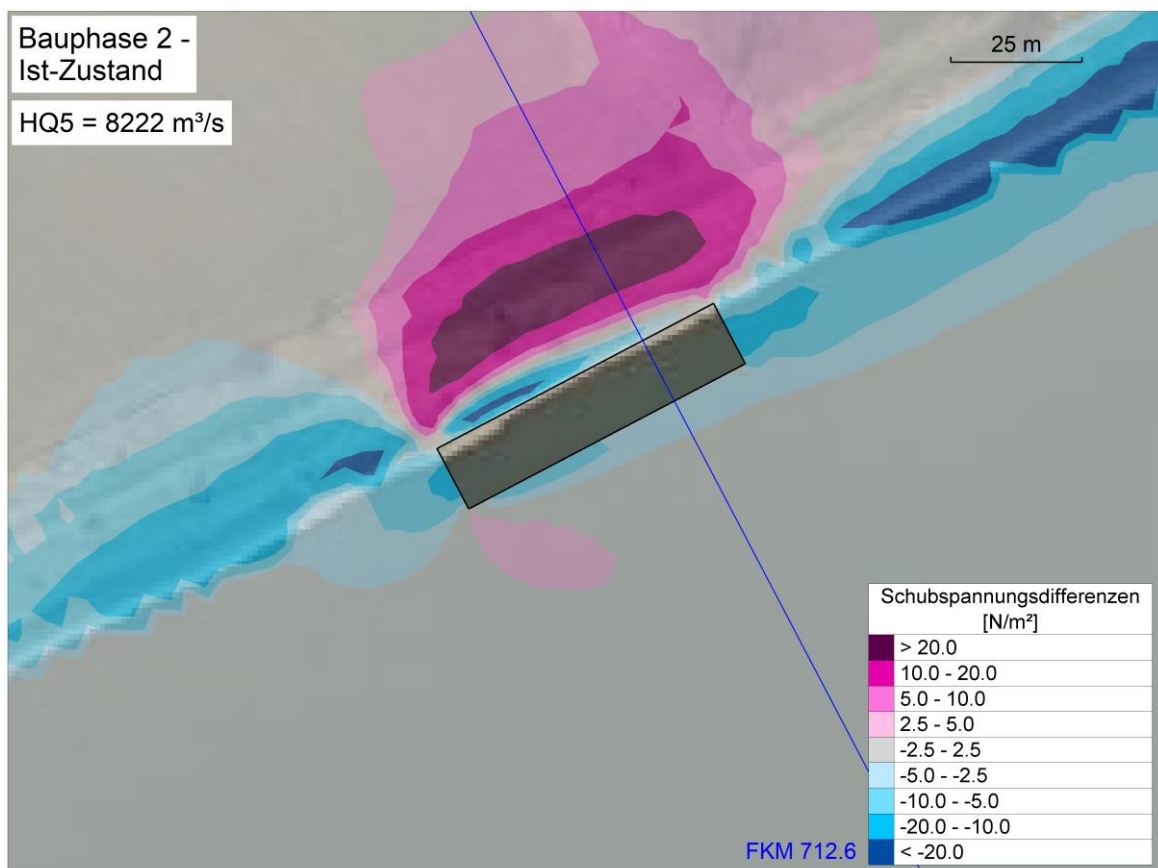 Bauphase 2 -
Ist-Zustand
HQ5 = 8222 m³/s
25 m
Schubspannungsdifferenzen
[N/m²]
> 20.0
10.0 - 20.0
5.0 - 10.0
2.5 - 5.0
-2.5 - 2.5
-5.0 - -2.5
-10.0 - -5.0
-20.0 - -10.0
< -20.0
FKM 712.6